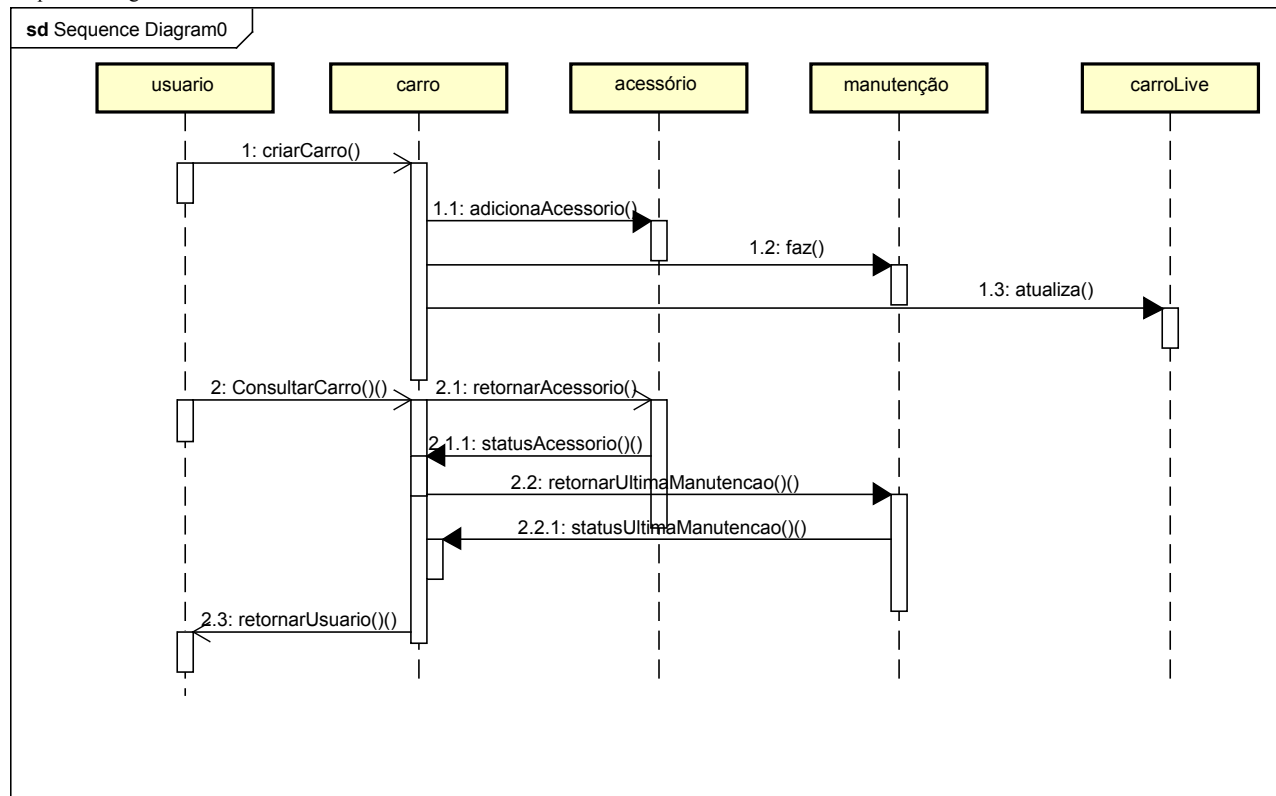 sd Sequence Diagram0
usuario
carro
acessório
manutenção
carroLive
1: criarCarro()
1.1: adicionaAcessorio()
1.2: faz()
1.3: atualiza()
2: ConsultarCarro()()
2.1: retornarAcessorio()
2.1.1: statusAcessorio()()
2.2: retornarUltimaManutencao()()
2.2.1: statusUltimaManutencao()()
2.3: retornarUsuario()()